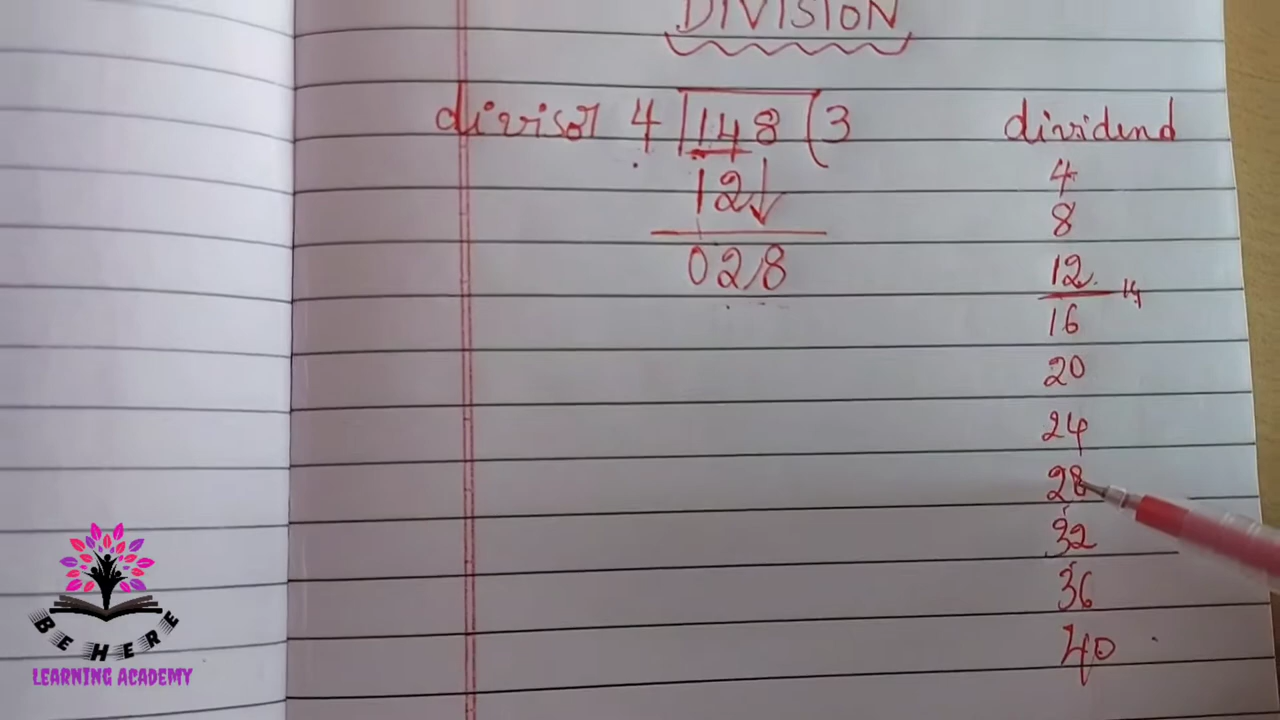 DIVISION
divisor 4 148 ( 3
12
028
dividend
4
8
12
14
16
20
24
28
32
36
40
BE HERE
LEARNING ACADEMY